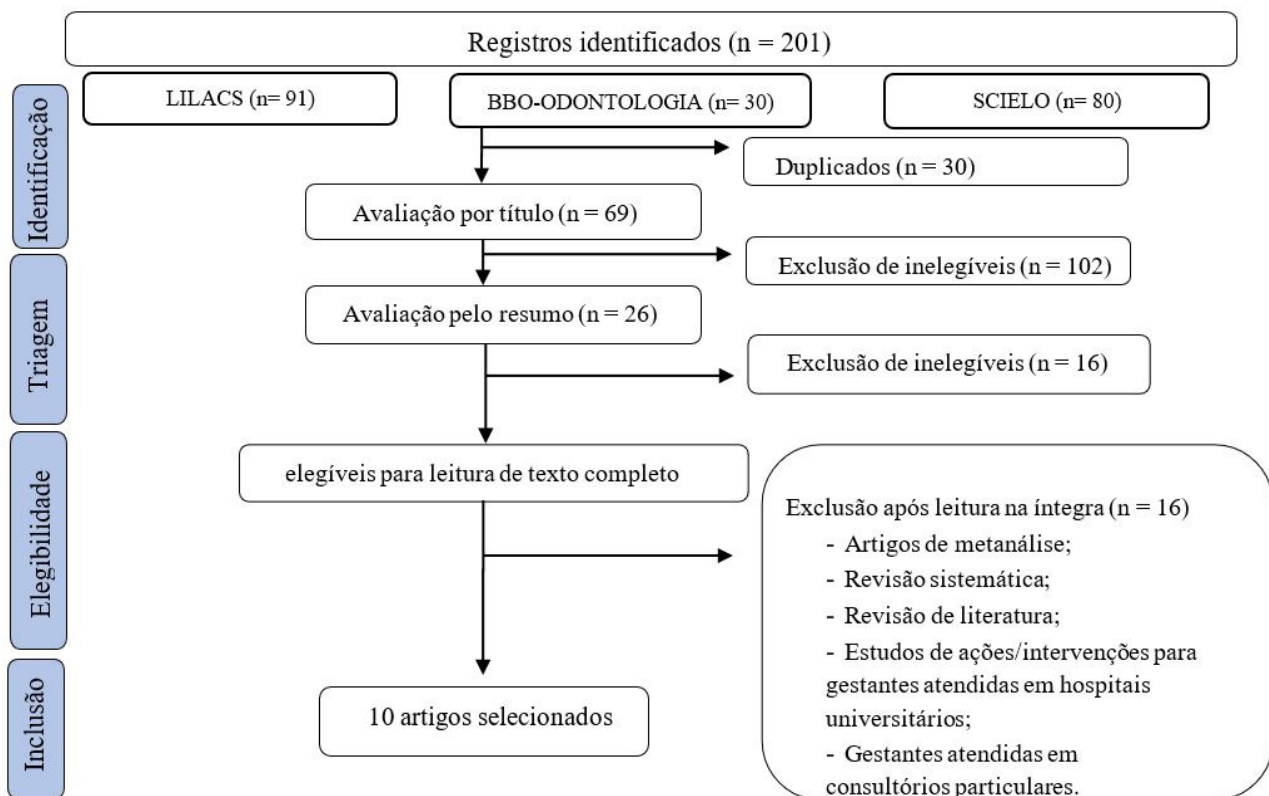 Registros identificados (n = 201)
LILACS (n= 91)
BBO-ODONTOLOGIA (n= 30)
SCIELO (n= 80)
Identificação
Duplicados (n = 30)
Avaliação por título (n = 69)
Triagem
Exclusão de inelegíveis (n = 102)
Avaliação pelo resumo (n = 26)
Exclusão de inelegíveis (n = 16)
Elegibilidade
elegíveis para leitura de texto completo
Exclusão após leitura na íntegra (n = 16)
- Artigos de metanálise;
- Revisão sistemática;
- Revisão de literatura;
- Estudos de ações/intervenções para
gestantes atendidas em hospitais
universitários;
- Gestantes atendidas em
consultórios particulares.
Inclusão
10 artigos selecionados